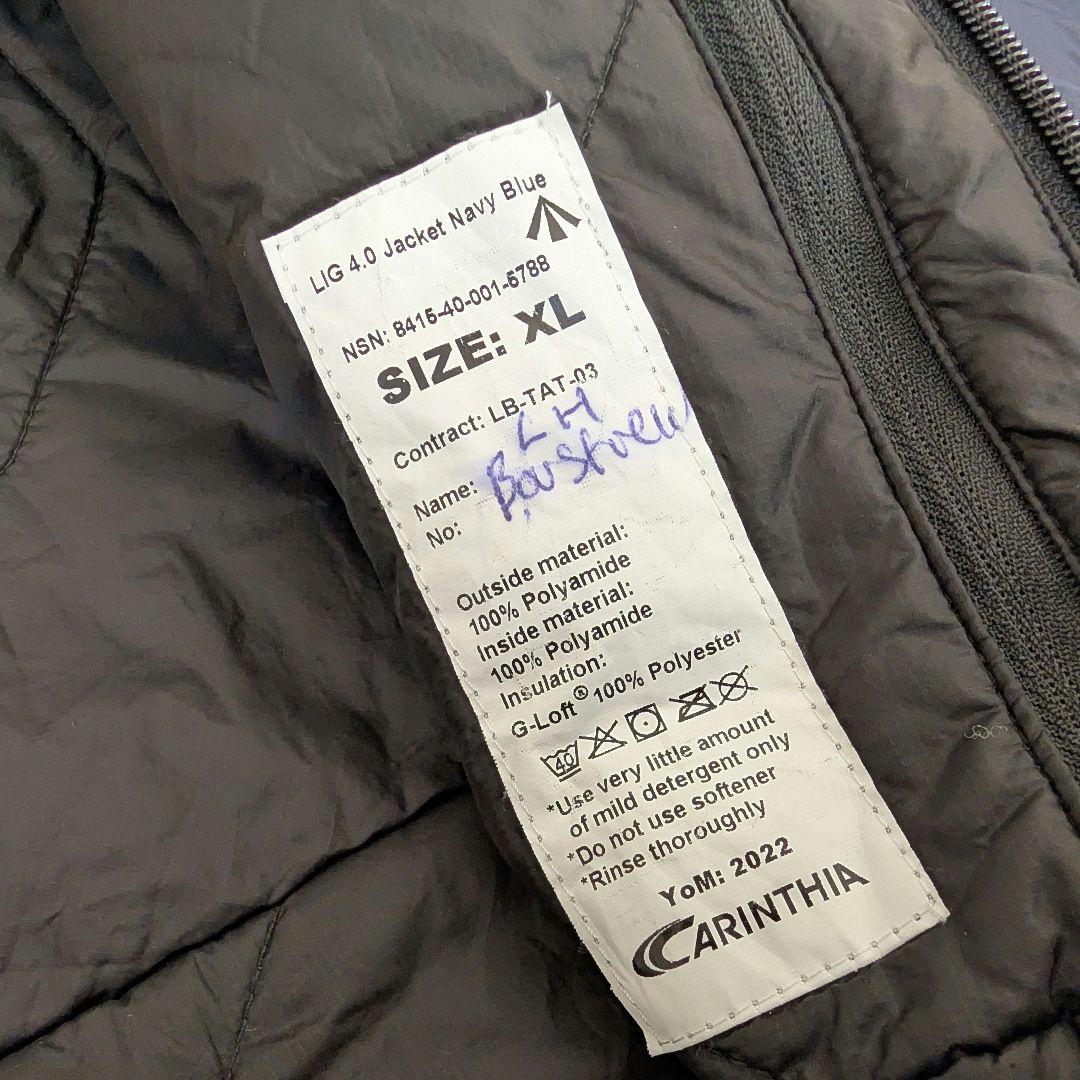 LIG 4.0 Jacket Navy Blue
NSN: 8415-40-001-5788
SIZE: XL
Contract: LB-TAT-03
LH
Name:
No:
Outside material:
100% Polyamide
Inside material:
100% Polyamide
Insulation:
G-Loft® 100% Polyester
40
*Use very little amount
of mild detergent only
*Do not use softener
*Rinse thoroughly
YoM: 2022
CARINTHIA